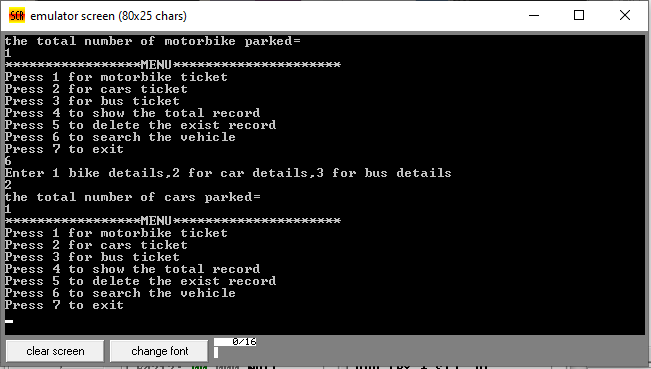 emulator screen (80x25 chars)
the total number of motorbike parked=
1
*****************MENU*********************
Press 1 for motorbike ticket
Press 2 for cars ticket
Press 3 for bus ticket
Press 4 to show the total record
Press 5 to delete the exist record
Press 6 to search the vehicle
Press 7 to exit
6
Enter 1 bike details,2 for car details,3 for bus details
2
the total number of cars parked=
1
*****************MENU*********************
Press 1 for motorbike ticket
Press 2 for cars ticket
Press 3 for bus ticket
Press 4 to show the total record
Press 5 to delete the exist record
Press 6 to search the vehicle
Press 7 to exit
clear screen change font 0/16